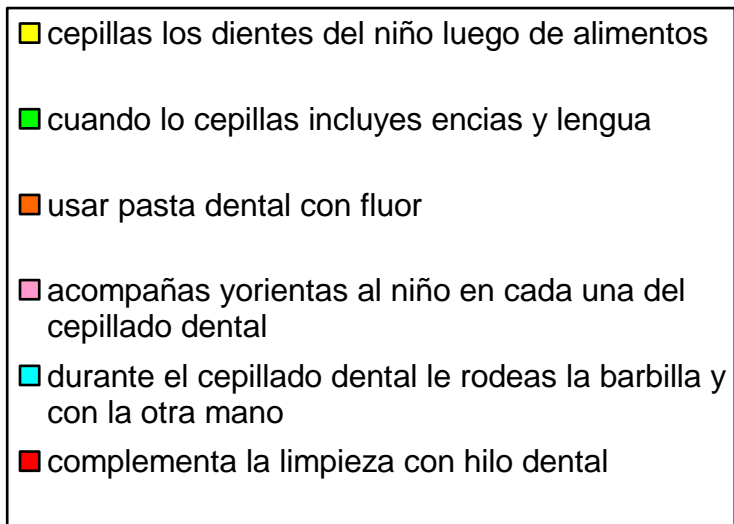 cepillas los dientes del niño luego de alimentos
cuando lo cepillas incluyes encias y lengua
usar pasta dental con fluor
acompañas yorientas al niño en cada una del
cepillado dental
durante el cepillado dental le rodeas la barbilla y
con la otra mano
complementa la limpieza con hilo dental